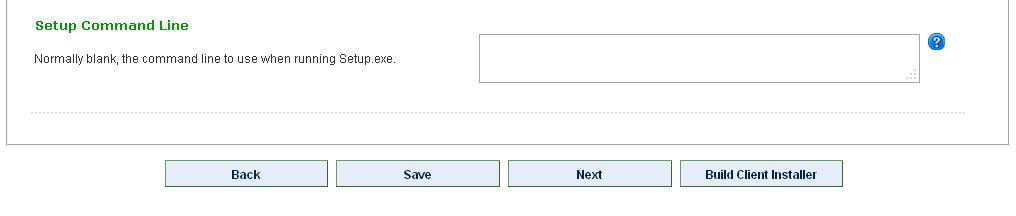 Setup Command Line
Normally blank, the command line to use when running Setup.exe.
?
Back Save Next Build Client Installer